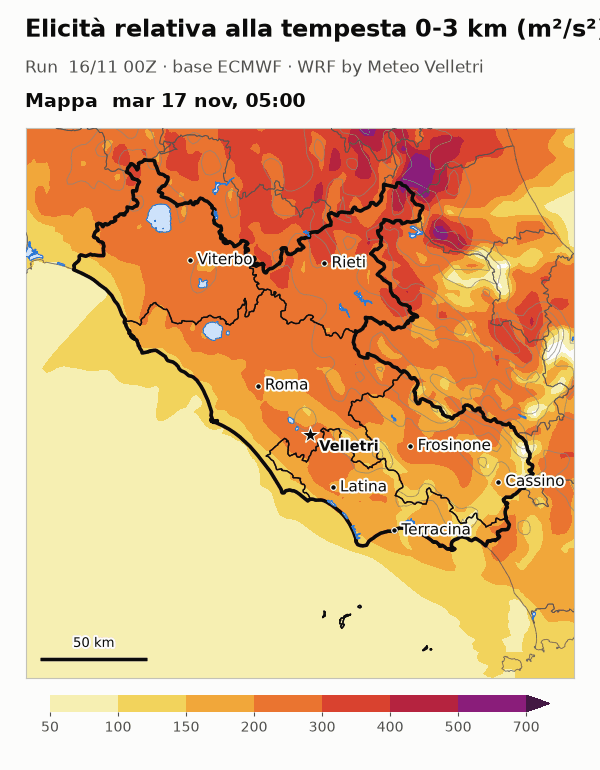 Elicità relativa alla tempesta 0-3 km (m²/s²)
Run 16/11 00Z · base ECMWF · WRF by Meteo Velletri
Mappa mar 17 nov, 05:00
Viterbo
Rieti
Roma
Velletri
Frosinone
Cassino
Latina
Terracina
50 km
50 100 150 200 300 400 500 700